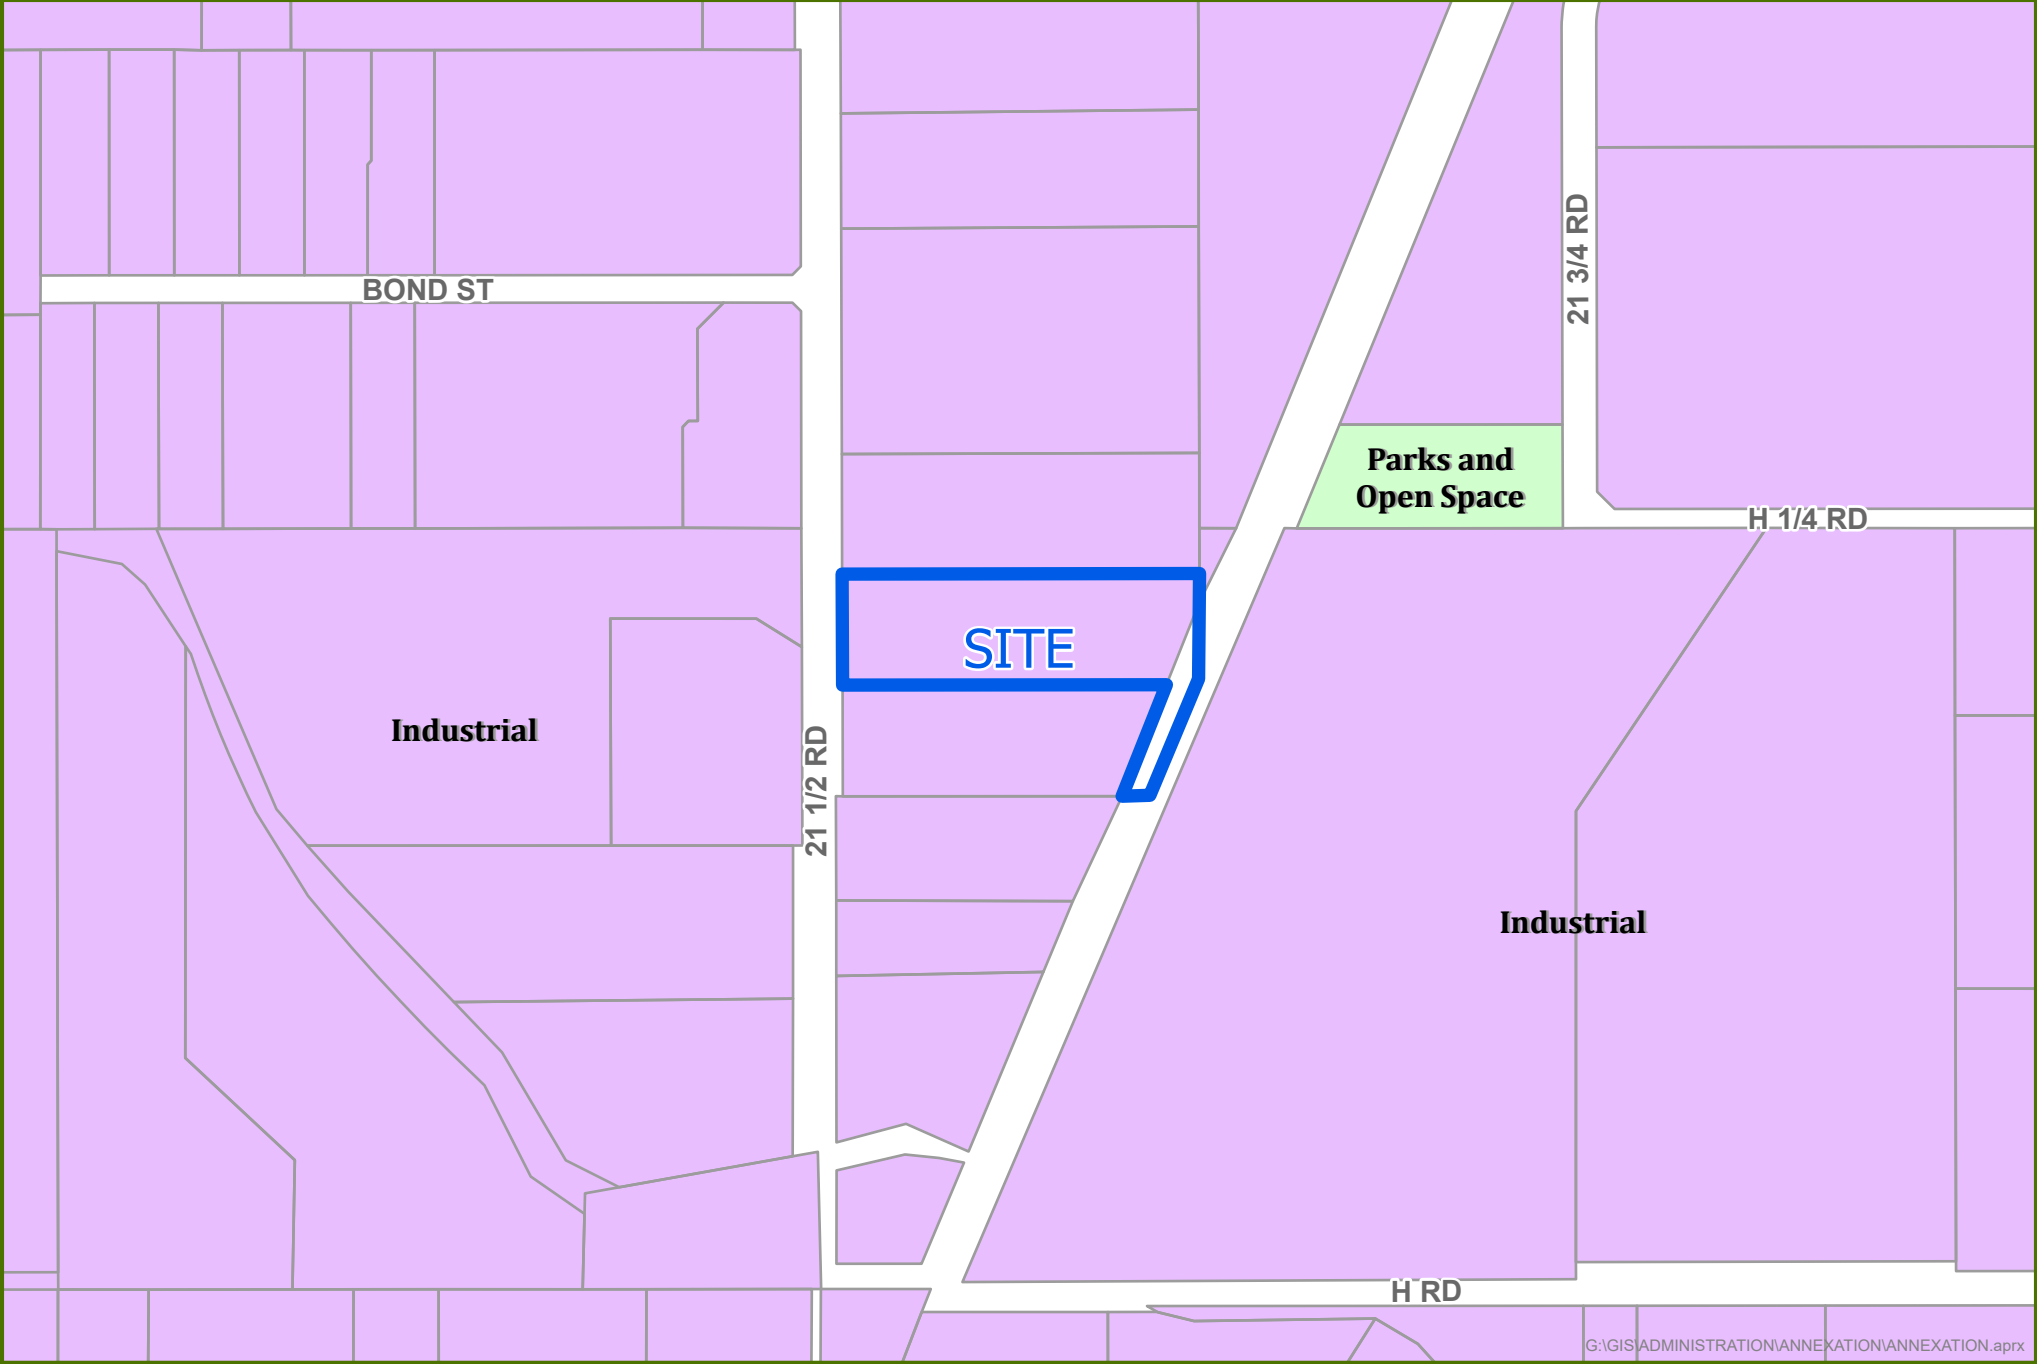 21 3/4 RD
BOND ST
Parks and
Open Space
H 1/4 RD
SITE
Industrial
21 1/2 RD
Industrial
H RD
G:\GIS\ADMINISTRATION\ANNEXATION\ANNEXATION.aprx